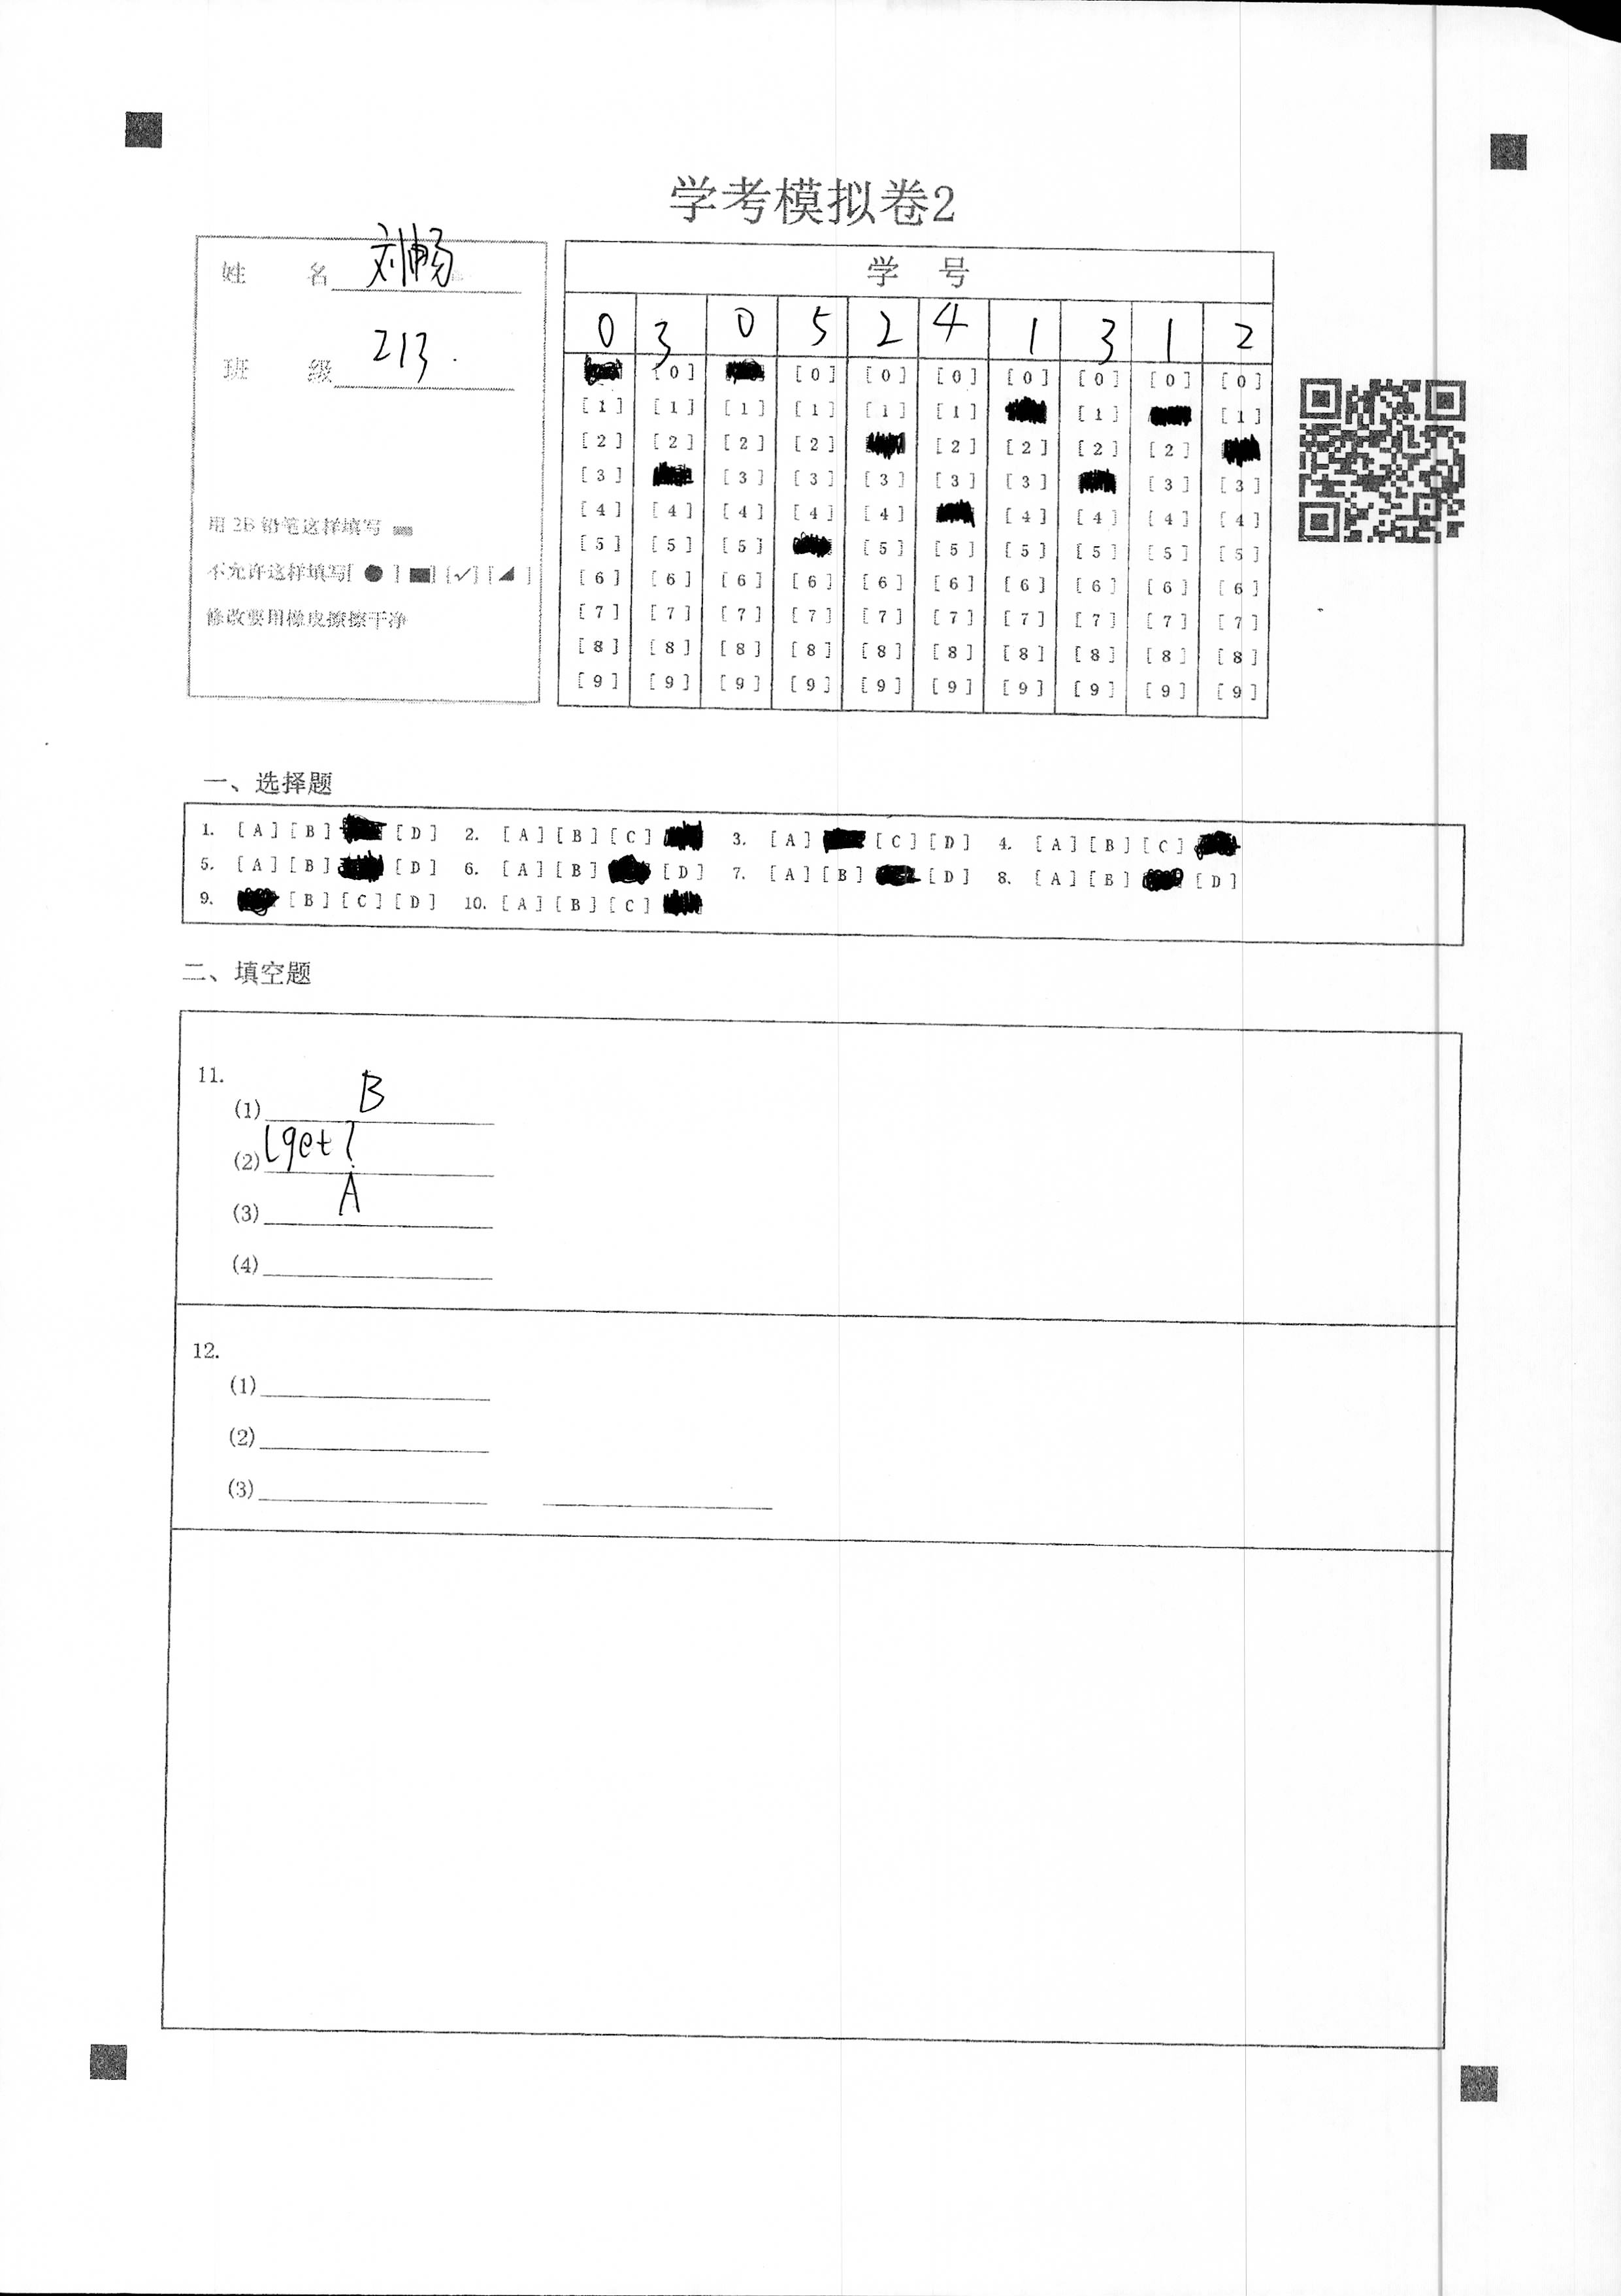 学考模拟卷2
姓 名 刘畅
班 级 213.
用 2B 铅笔这样填写
不允许这样填写[ ● ] [■] [✓] [◢ ]
修改要用橡皮擦擦干净
学 号
0 3 0 5 2 4 1 3 1 2
[0] [0] [0] [0] [0] [0] [0] [0]
[1] [1] [1] [1] [1] [1] [1] [1]
[2] [2] [2] [2] [2] [2] [2] [2]
[3] [3] [3] [3] [3] [3] [3] [3]
[4] [4] [4] [4] [4] [4] [4] [4] [4]
[5] [5] [5] [5] [5] [5] [5] [5] [5]
[6] [6] [6] [6] [6] [6] [6] [6] [6] [6]
[7] [7] [7] [7] [7] [7] [7] [7] [7] [7]
[8] [8] [8] [8] [8] [8] [8] [8] [8] [8]
[9] [9] [9] [9] [9] [9] [9] [9] [9] [9]
一、选择题
1. [A] [B] [D] 2. [A] [B] [C] 3. [A] [C] [D] 4. [A] [B] [C]
5. [A] [B] [D] 6. [A] [B] [D] 7. [A] [B] [D] 8. [A] [B] [D]
9. [B] [C] [D] 10. [A] [B] [C]
二、填空题
11.
(1) B
(2) (get)
(3) A
(4)
12.
(1)
(2)
(3)